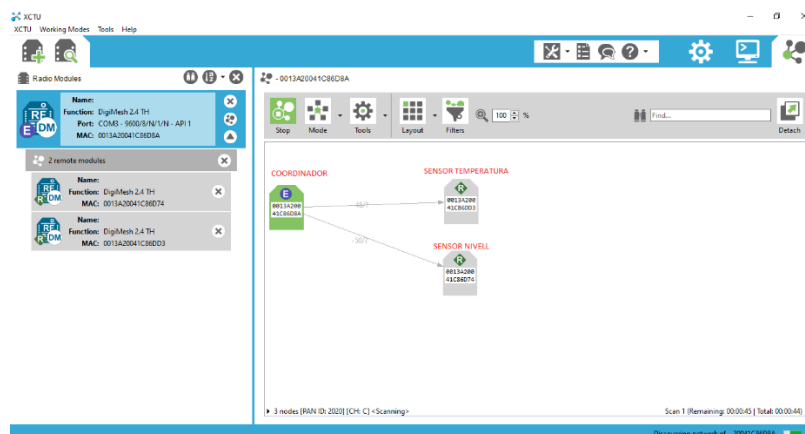 XCTU
XCTU Working Modes Tools Help
Radio Modules
Name:
Function: DigiMesh 2.4 TH
Port: COM3 - 9600/8/N/1/N - API 1
MAC: 0013A20041C86D8A
2 remote modules
Name:
Function: DigiMesh 2.4 TH
MAC: 0013A20041C86D74
Name:
Function: DigiMesh 2.4 TH
MAC: 0013A20041C86DD3
- 0013A20041C86D8A
Stop
Mode
Tools
Layout
Filters
100 %
Find...
Detach
COORDINADOR
E
0013A200
41C86D8A
SENSOR TEMPERATURA
R
0013A200
41C86DD3
-48/?
-50/?
SENSOR NIVELL
R
0013A200
41C86D74
3 nodes [PAN ID: 2020] [CH: C] <Scanning>
Scan 1 (Remaining: 00:00:45 | Total: 00:00:44)